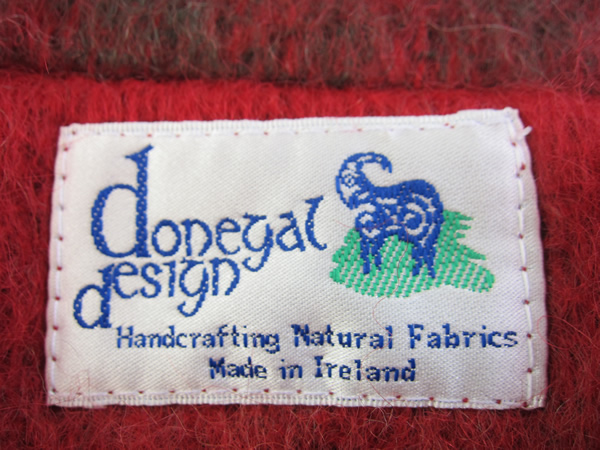 donegal
design
Handcrafting Natural Fabrics
Made in Ireland